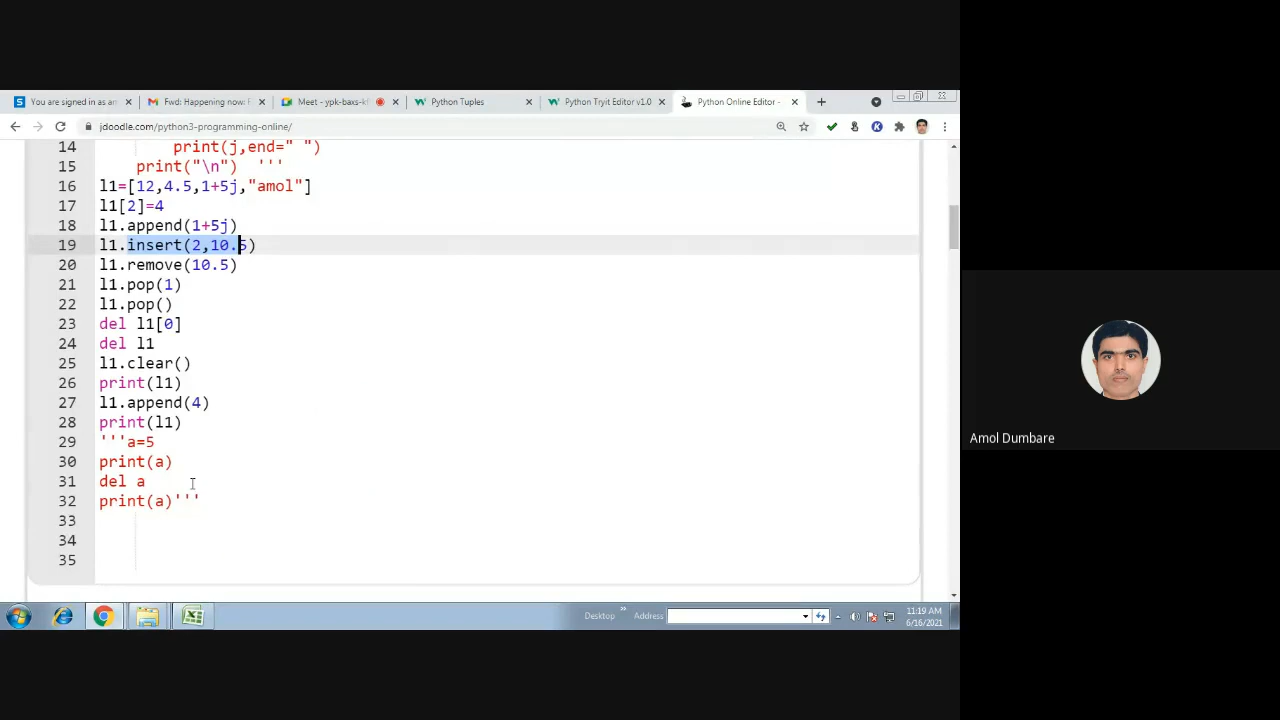 You are signed in as an
Fwd: Happening now: F
Meet - ypk-baxs-kf
Python Tuples
Python Tryit Editor v1.0
Python Online Editor -
jdoodle.com/python3-programming-online/
14 print(j,end=" ")
15 print("\n") '''
16 l1=[12,4.5,1+5j,"amol"]
17 l1[2]=4
18 l1.append(1+5j)
19 l1.insert(2,10.5)
20 l1.remove(10.5)
21 l1.pop(1)
22 l1.pop()
23 del l1[0]
24 del l1
25 l1.clear()
26 print(l1)
27 l1.append(4)
28 print(l1)
29 '''a=5
30 print(a)
31 del a
32 print(a)'''
33
34
35
Amol Dumbare
Desktop
Address
11:19 AM
6/16/2021